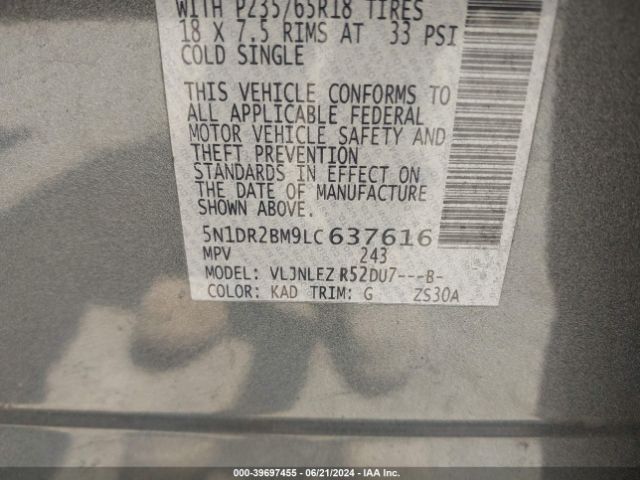 WITH P235/65R18 TIRES
18 X 7.5 RIMS AT 33 PSI
COLD SINGLE
THIS VEHICLE CONFORMS TO
ALL APPLICABLE FEDERAL
MOTOR VEHICLE SAFETY AND
THEFT PREVENTION
STANDARDS IN EFFECT ON
THE DATE OF MANUFACTURE
SHOWN ABOVE.
5N1DR2BM9LC637616
MPV 243
MODEL: VLJNLEZ R52DU7---B-
COLOR: KAD TRIM: G ZS30A
000-39697455 - 06/21/2024 - IAA Inc.